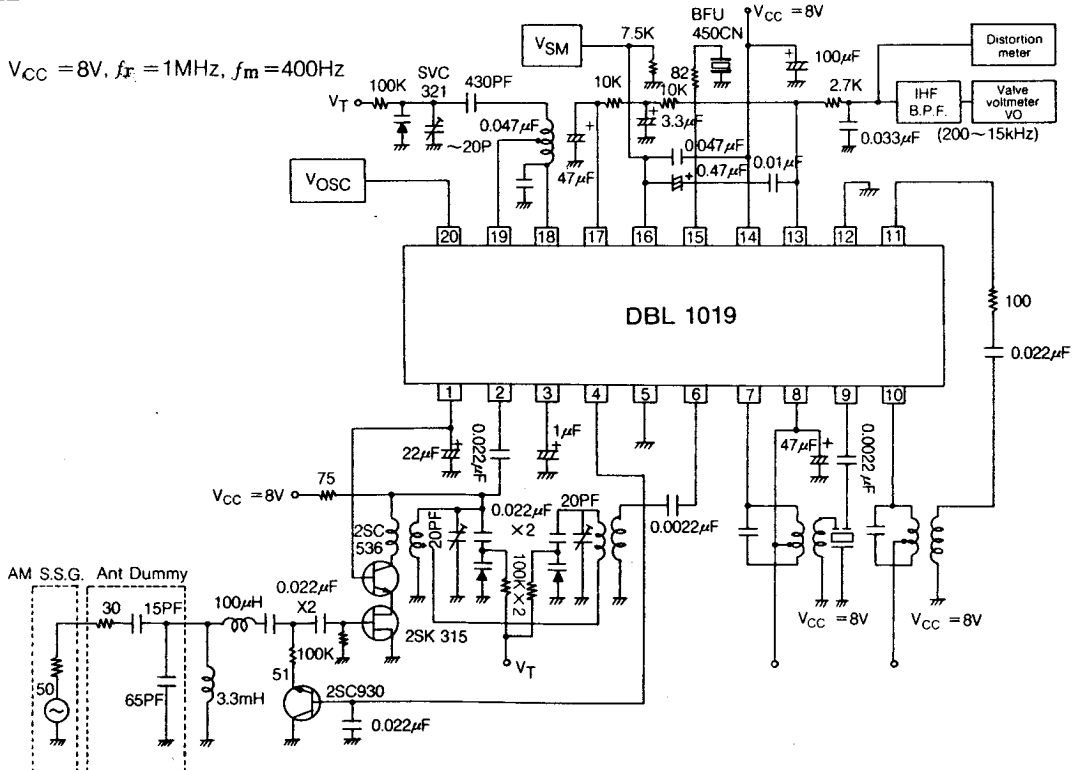 BFU
450CN
VCC = 8V
7.5K
VSM
Distortion
meter
VCC = 8V, fr = 1MHz, fm = 400Hz
SVC
321
430PF
100K
82
100μF
2.7K
IHF
B.P.F.
Valve
voltmeter
VO
VT
10K
10K
0.047μF
3.3μF
(200 ~ 15kHz)
0.033μF
~20P
0.047μF
0.01μF
47μF
0.47μF
VOSC
20
19
18
17
16
15
14
13
12
11
DBL 1019
100
0.022μF
1
2
3
4
5
6
7
8
9
10
22μF
0.022μF
1μF
47μF
0.0022μF
75
VCC = 8V
20PF
0.022μF
×2
20PF
0.0022μF
2SC
536
100K×2
AM S.S.G.
Ant Dummy
0.022μF
X2
30
15PF
100μH
2SK 315
VCC = 8V
VCC = 8V
100K
VT
50
65PF
3.3mH
51
2SC930
0.022μF